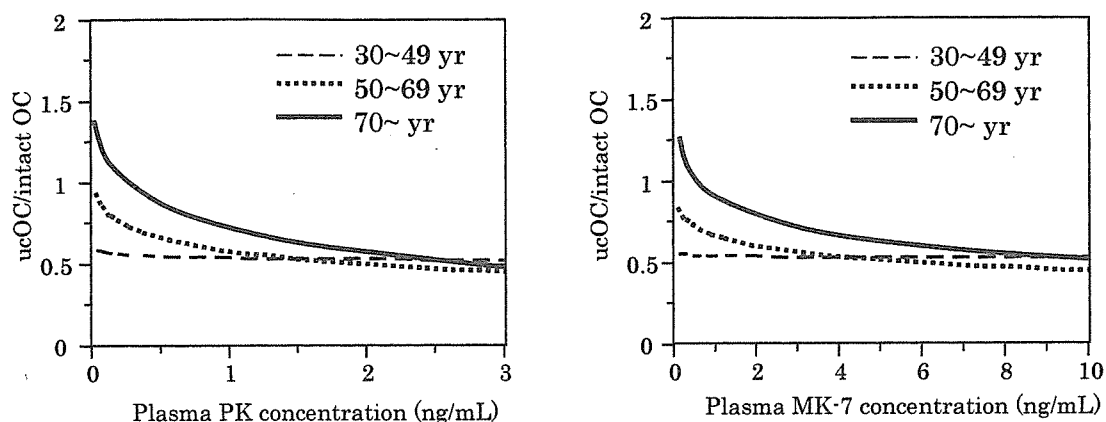 2
1.5
1
0.5
0
ucOC/intact OC
30~49 yr
50~69 yr
70~ yr
0 1 2 3
Plasma PK concentration (ng/mL)
2
1.5
1
0.5
0
ucOC/intact OC
30~49 yr
50~69 yr
70~ yr
0 2 4 6 8 10
Plasma MK-7 concentration (ng/mL)